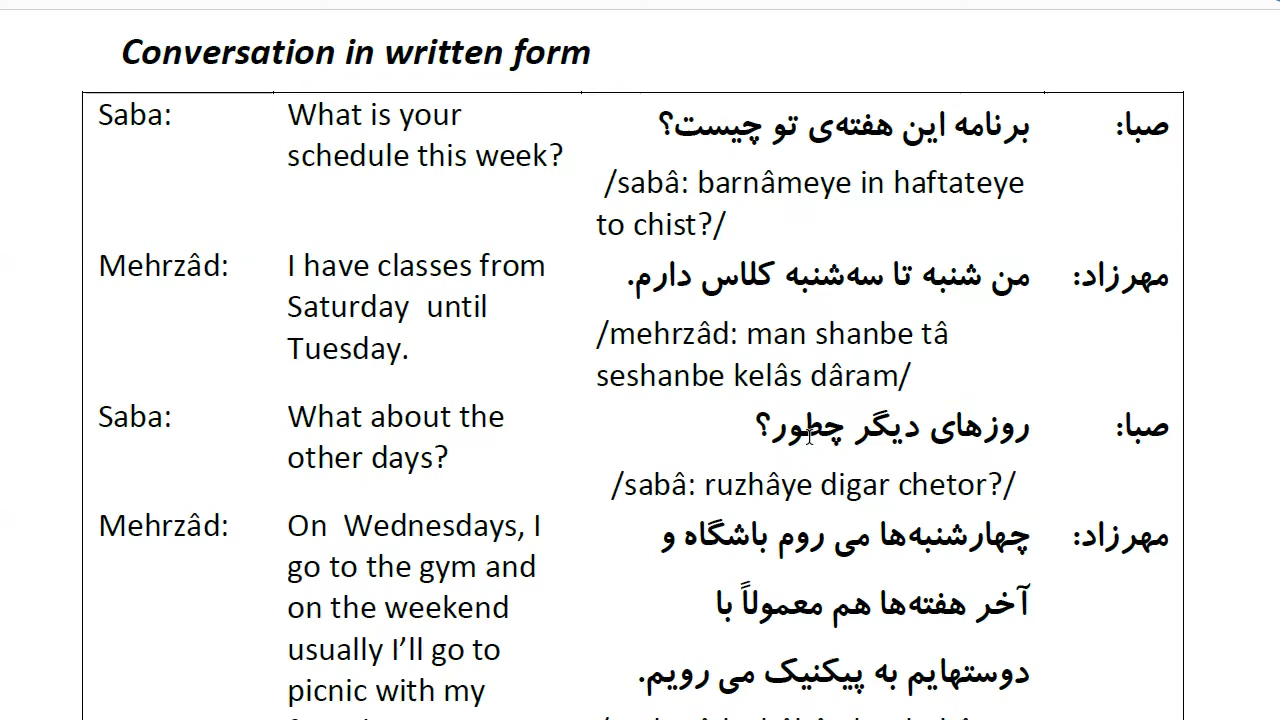 Conversation in written form
Saba:
What is your
schedule this week?
برنامه این هفته‌ی تو چیست؟
صبا:
/sabâ: barnâmeye in haftateye
to chist?/
Mehrzâd:
I have classes from
Saturday until
Tuesday.
من شنبه تا سه‌شنبه کلاس دارم.
مهرزاد:
/mehrzâd: man shanbe tâ
seshanbe kelâs dâram/
Saba:
What about the
other days?
روزهای دیگر چطور؟
صبا:
/sabâ: ruzhâye digar chetor?/
Mehrzâd:
On Wednesdays, I
go to the gym and
on the weekend
usually I’ll go to
picnic with my
چهارشنبه‌ها می روم باشگاه و
آخر هفته‌ها هم معمولاً با
دوستهایم به پیکنیک می رویم.
مهرزاد: